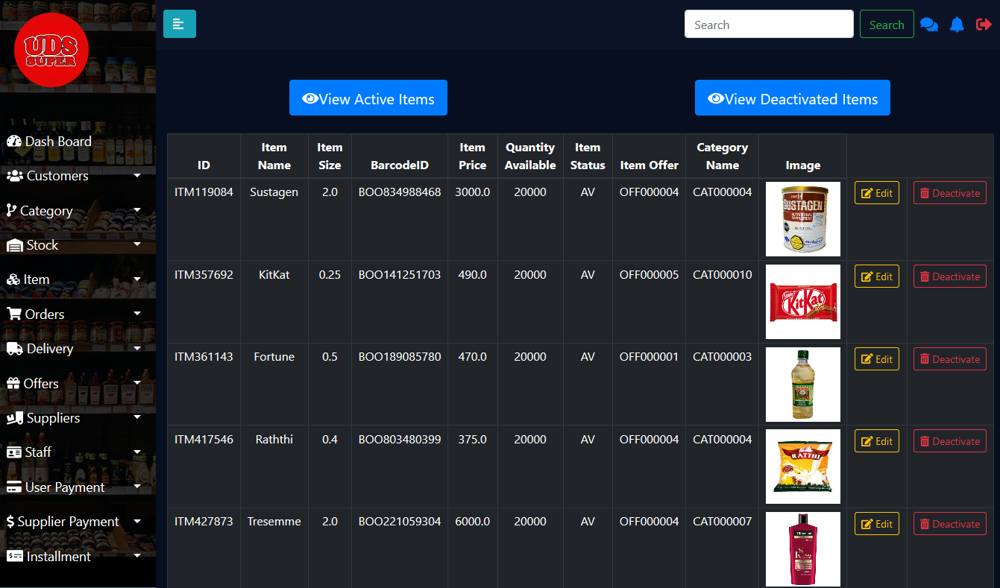 UDS
SUPER
Search
Search
View Active Items
View Deactivated Items
Dash Board
Customers
Category
Stock
Item
Orders
Delivery
Offers
Suppliers
Staff
User Payment
Supplier Payment
Installment
ID Item Name Item Size BarcodeID Item Price Quantity Available Item Status Item Offer Category Name Image
ITM119084 Sustagen 2.0 BOO834988468 3000.0 20000 AV OFF000004 CAT000004 Edit Deactivate
SUSTAGEN
NUTRITIONAL
SUPPLEMENT
ITM357692 KitKat 0.25 BOO141251703 490.0 20000 AV OFF000005 CAT000010 Edit Deactivate
KitKat
ITM361143 Fortune 0.5 BOO189085780 470.0 20000 AV OFF000001 CAT000003 Edit Deactivate
ITM417546 Raththi 0.4 BOO803480399 375.0 20000 AV OFF000004 CAT000004 Edit Deactivate
RATTHI
ITM427873 Tresemme 2.0 BOO221059304 6000.0 20000 AV OFF000004 CAT000007 Edit Deactivate